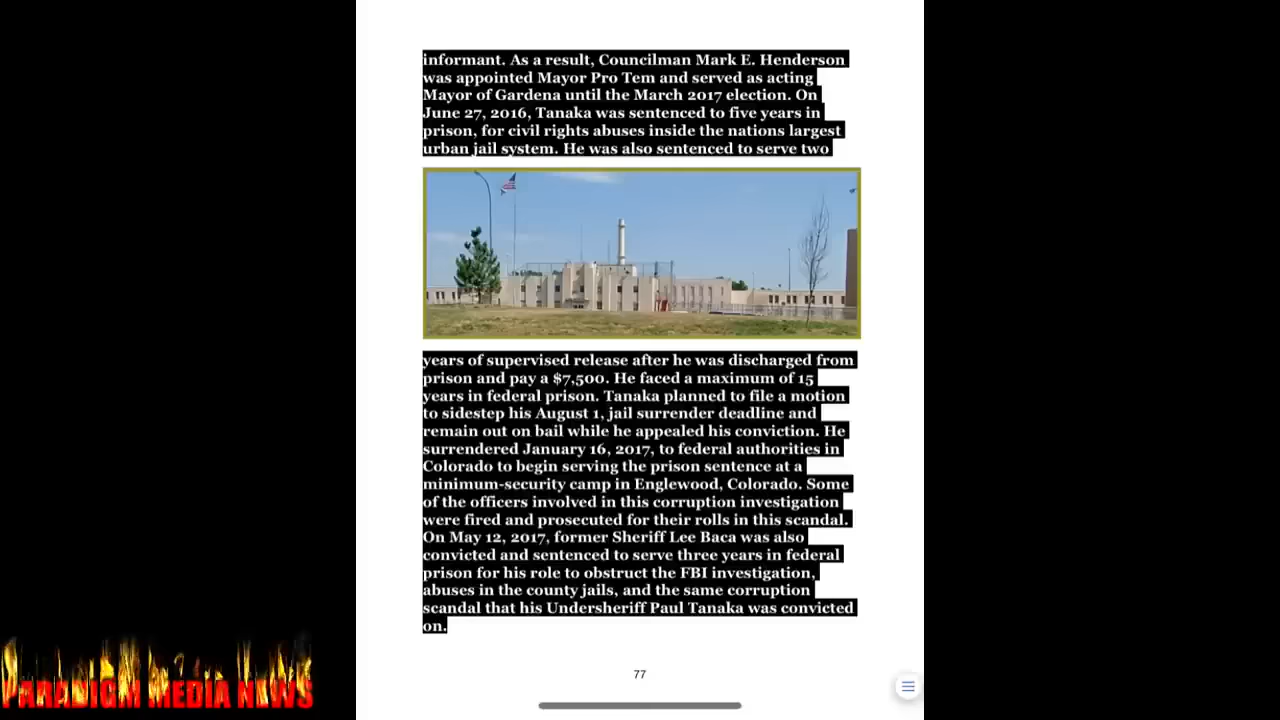 informant. As a result, Councilman Mark E. Henderson
was appointed Mayor Pro Tem and served as acting
Mayor of Gardena until the March 2017 election. On
June 27, 2016, Tanaka was sentenced to five years in
prison, for civil rights abuses inside the nations largest
urban jail system. He was also sentenced to serve two
years of supervised release after he was discharged from
prison and pay a $7,500. He faced a maximum of 15
years in federal prison. Tanaka planned to file a motion
to sidestep his August 1, jail surrender deadline and
remain out on bail while he appealed his conviction. He
surrendered January 16, 2017, to federal authorities in
Colorado to begin serving the prison sentence at a
minimum-security camp in Englewood, Colorado. Some
of the officers involved in this corruption investigation
were fired and prosecuted for their rolls in this scandal.
On May 12, 2017, former Sheriff Lee Baca was also
convicted and sentenced to serve three years in federal
prison for his role to obstruct the FBI investigation,
abuses in the county jails, and the same corruption
scandal that his Undersheriff Paul Tanaka was convicted
on.
77
PARADIGM MEDIA NEWS